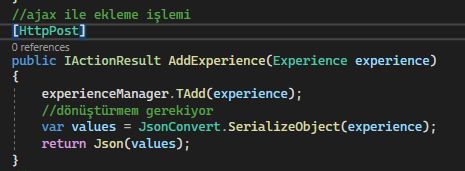 }
//ajax ile ekleme işlemi
[HttpPost]
0 references
public IActionResult AddExperience(Experience experience)
{
experienceManager.TAdd(experience);
//dönüştürmem gerekiyor
var values = JsonConvert.SerializeObject(experience);
return Json(values);
}